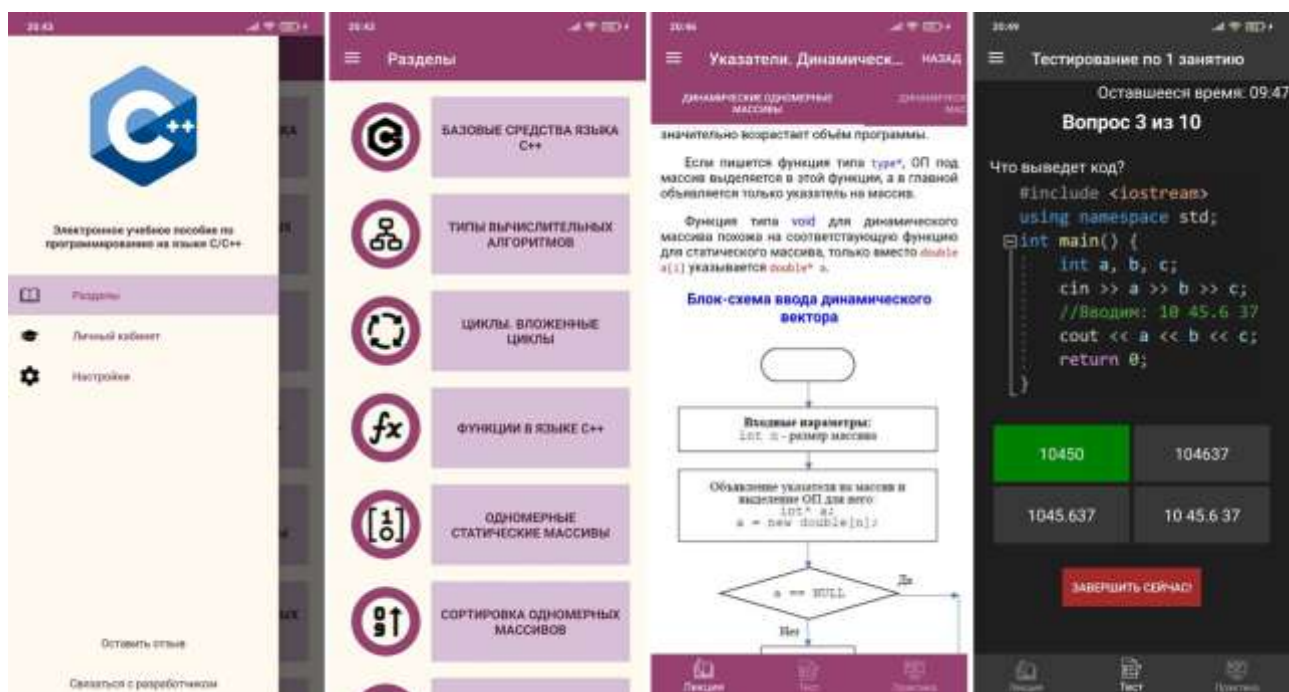 20:43
C++
Электронное учебное пособие по
программированию на языке C/C++
Разделы
Личный кабинет
Настройки
Оставить отзыв
Связаться с разработчиком
20:43
Разделы
БАЗОВЫЕ СРЕДСТВА ЯЗЫКА
C++
ТИПЫ ВЫЧИСЛИТЕЛЬНЫХ
АЛГОРИТМОВ
ЦИКЛЫ. ВЛОЖЕННЫЕ
ЦИКЛЫ
ФУНКЦИИ В ЯЗЫКЕ C++
ОДНОМЕРНЫЕ
СТАТИЧЕСКИЕ МАССИВЫ
СОРТИРОВКА ОДНОМЕРНЫХ
МАССИВОВ
20:46
Указатели. Динамическ... НАЗАД
ДИНАМИЧЕСКИЕ ОДНОМЕРНЫЕ
МАССИВЫ
значительно возрастает объём программы.
Если пишется функция типа type*, ОП под
массив выделяется в этой функции, а в главной
объявляется только указатель на массив.
Функция типа void для динамического
массива похожа на соответствующую функцию
для статического массива, только вместо double
a[i] указывается double* a.
Блок-схема ввода динамического
вектора
Входные параметры:
int n - размер массива
Объявление указателя на массив и
выделение ОП для него:
int* a;
a = new double[n];
a == NULL
Да
Нет
Лекция Тест Практика
20:49
Тестирование по 1 занятию
Оставшееся время: 09:47
Вопрос 3 из 10
Что выведет код?
#include <iostream>
using namespace std;
int main() {
int a, b, c;
cin >> a >> b >> c;
//Вводим: 10 45.6 37
cout << a << b << c;
return 0;
}
10450 104637
1045.637 10 45.6 37
ЗАВЕРШИТЬ СЕЙЧАС!
Лекция Тест Практика